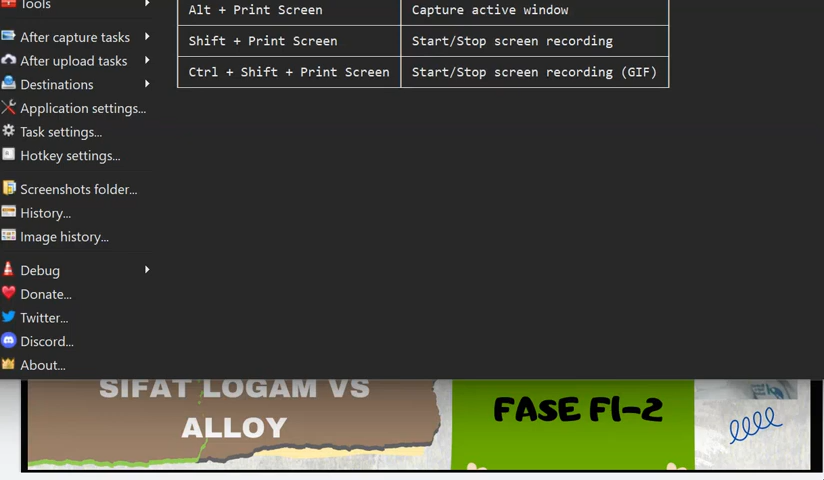 Tools
Alt + Print Screen Capture active window
Shift + Print Screen Start/Stop screen recording
Ctrl + Shift + Print Screen Start/Stop screen recording (GIF)
After capture tasks
After upload tasks
Destinations
Application settings...
Task settings...
Hotkey settings...
Screenshots folder...
History...
Image history...
Debug
Donate...
Twitter...
Discord...
About...
SIFAT LOGAM VS
ALLOY
FASE F1-2